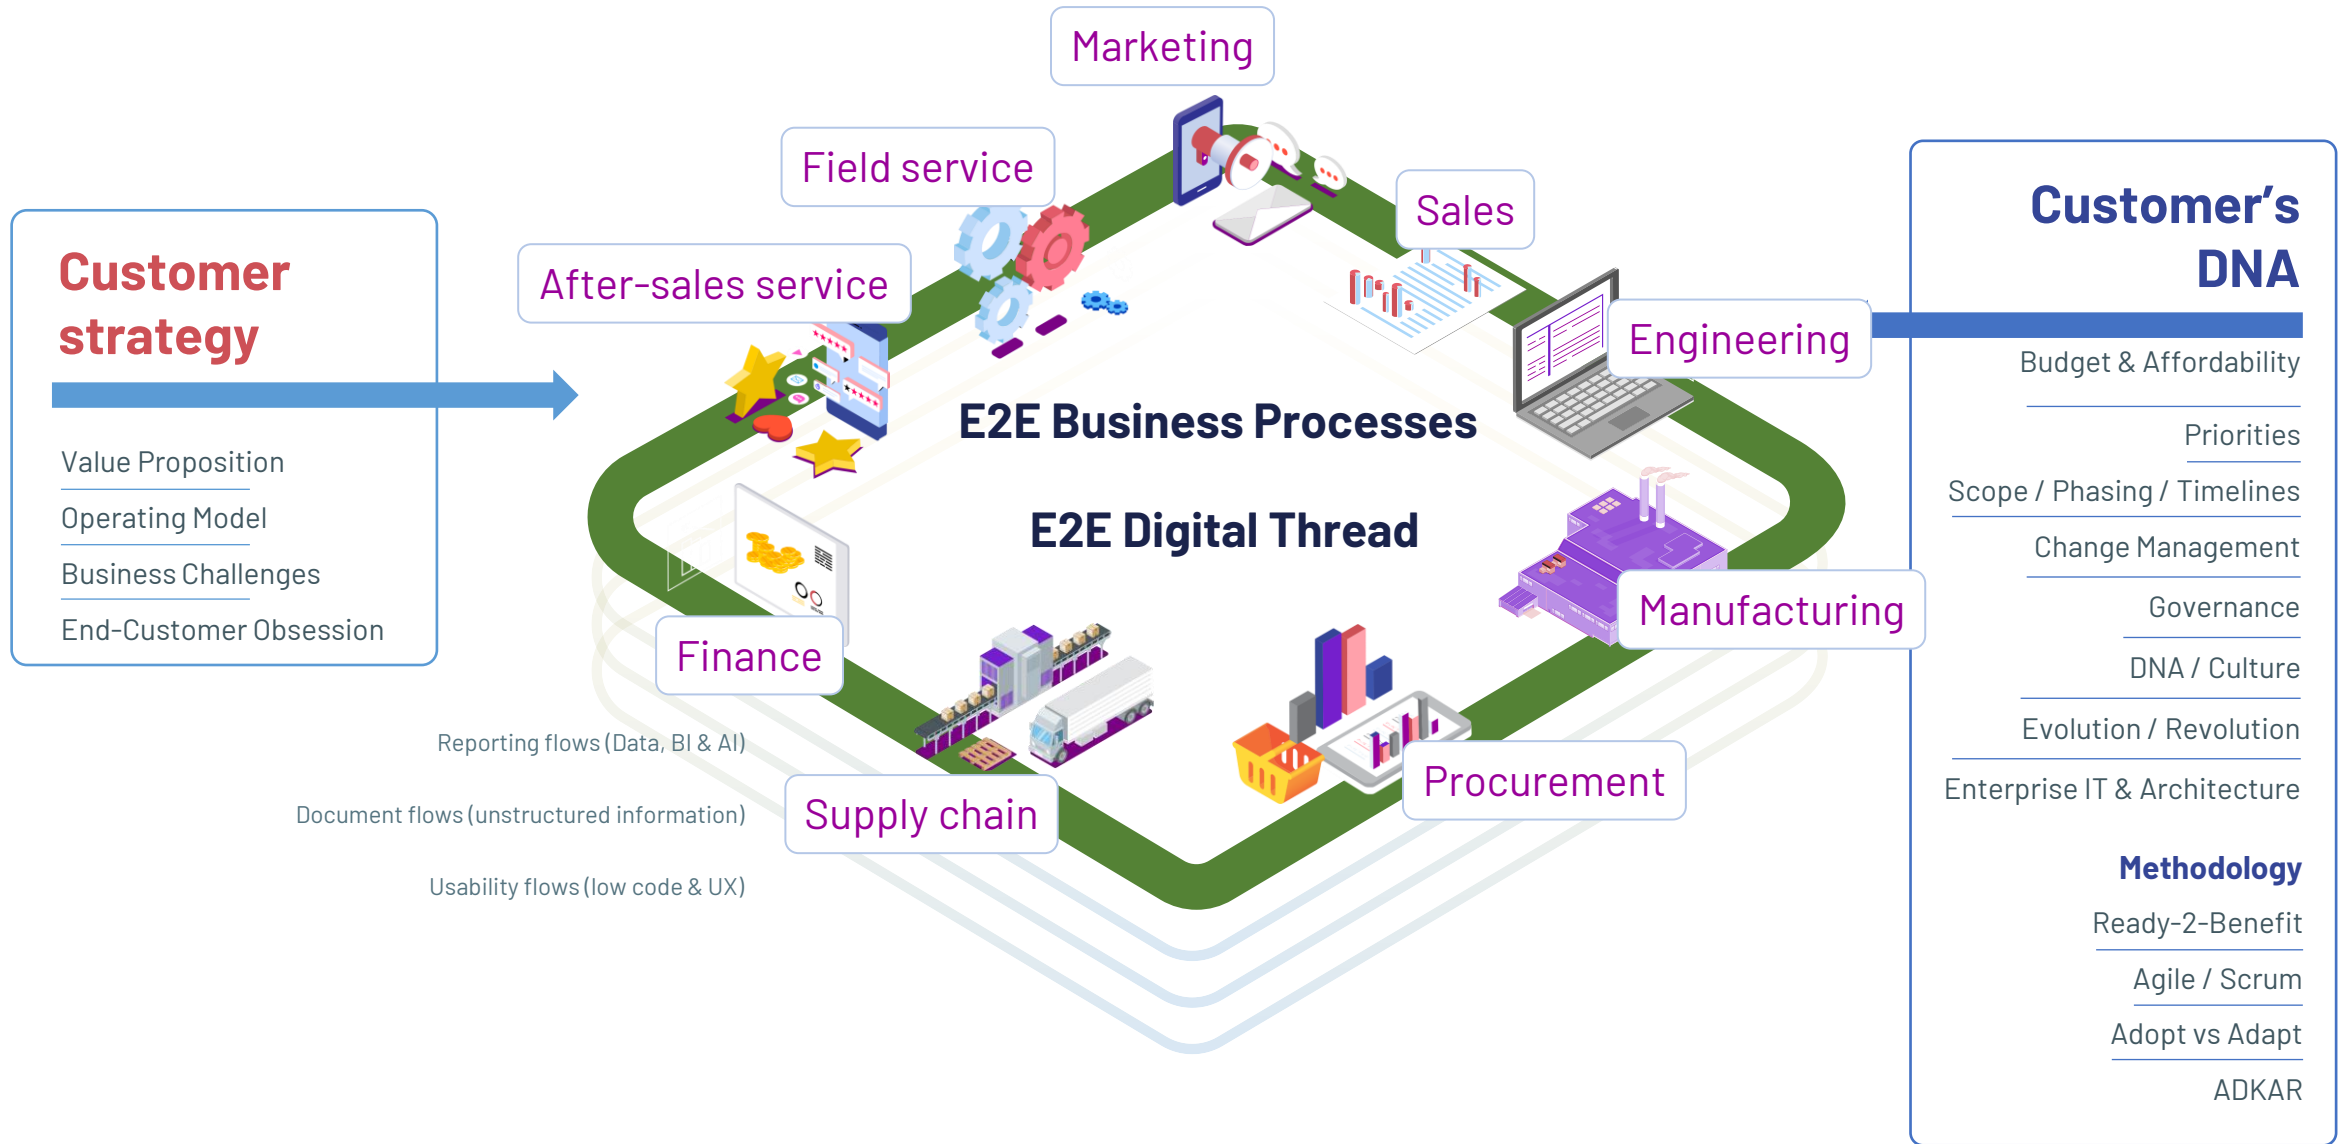 Marketing
Field service
Sales
After-sales service
Engineering
Customer
strategy
Value Proposition
Operating Model
Business Challenges
End-Customer Obsession
E2E Business Processes
E2E Digital Thread
Manufacturing
Finance
Procurement
Supply chain
Reporting flows (Data, BI & AI)
Document flows (unstructured information)
Usability flows (low code & UX)
Customer’s
DNA
Budget & Affordability
Priorities
Scope / Phasing / Timelines
Change Management
Governance
DNA / Culture
Evolution / Revolution
Enterprise IT & Architecture
Methodology
Ready-2-Benefit
Agile / Scrum
Adopt vs Adapt
ADKAR